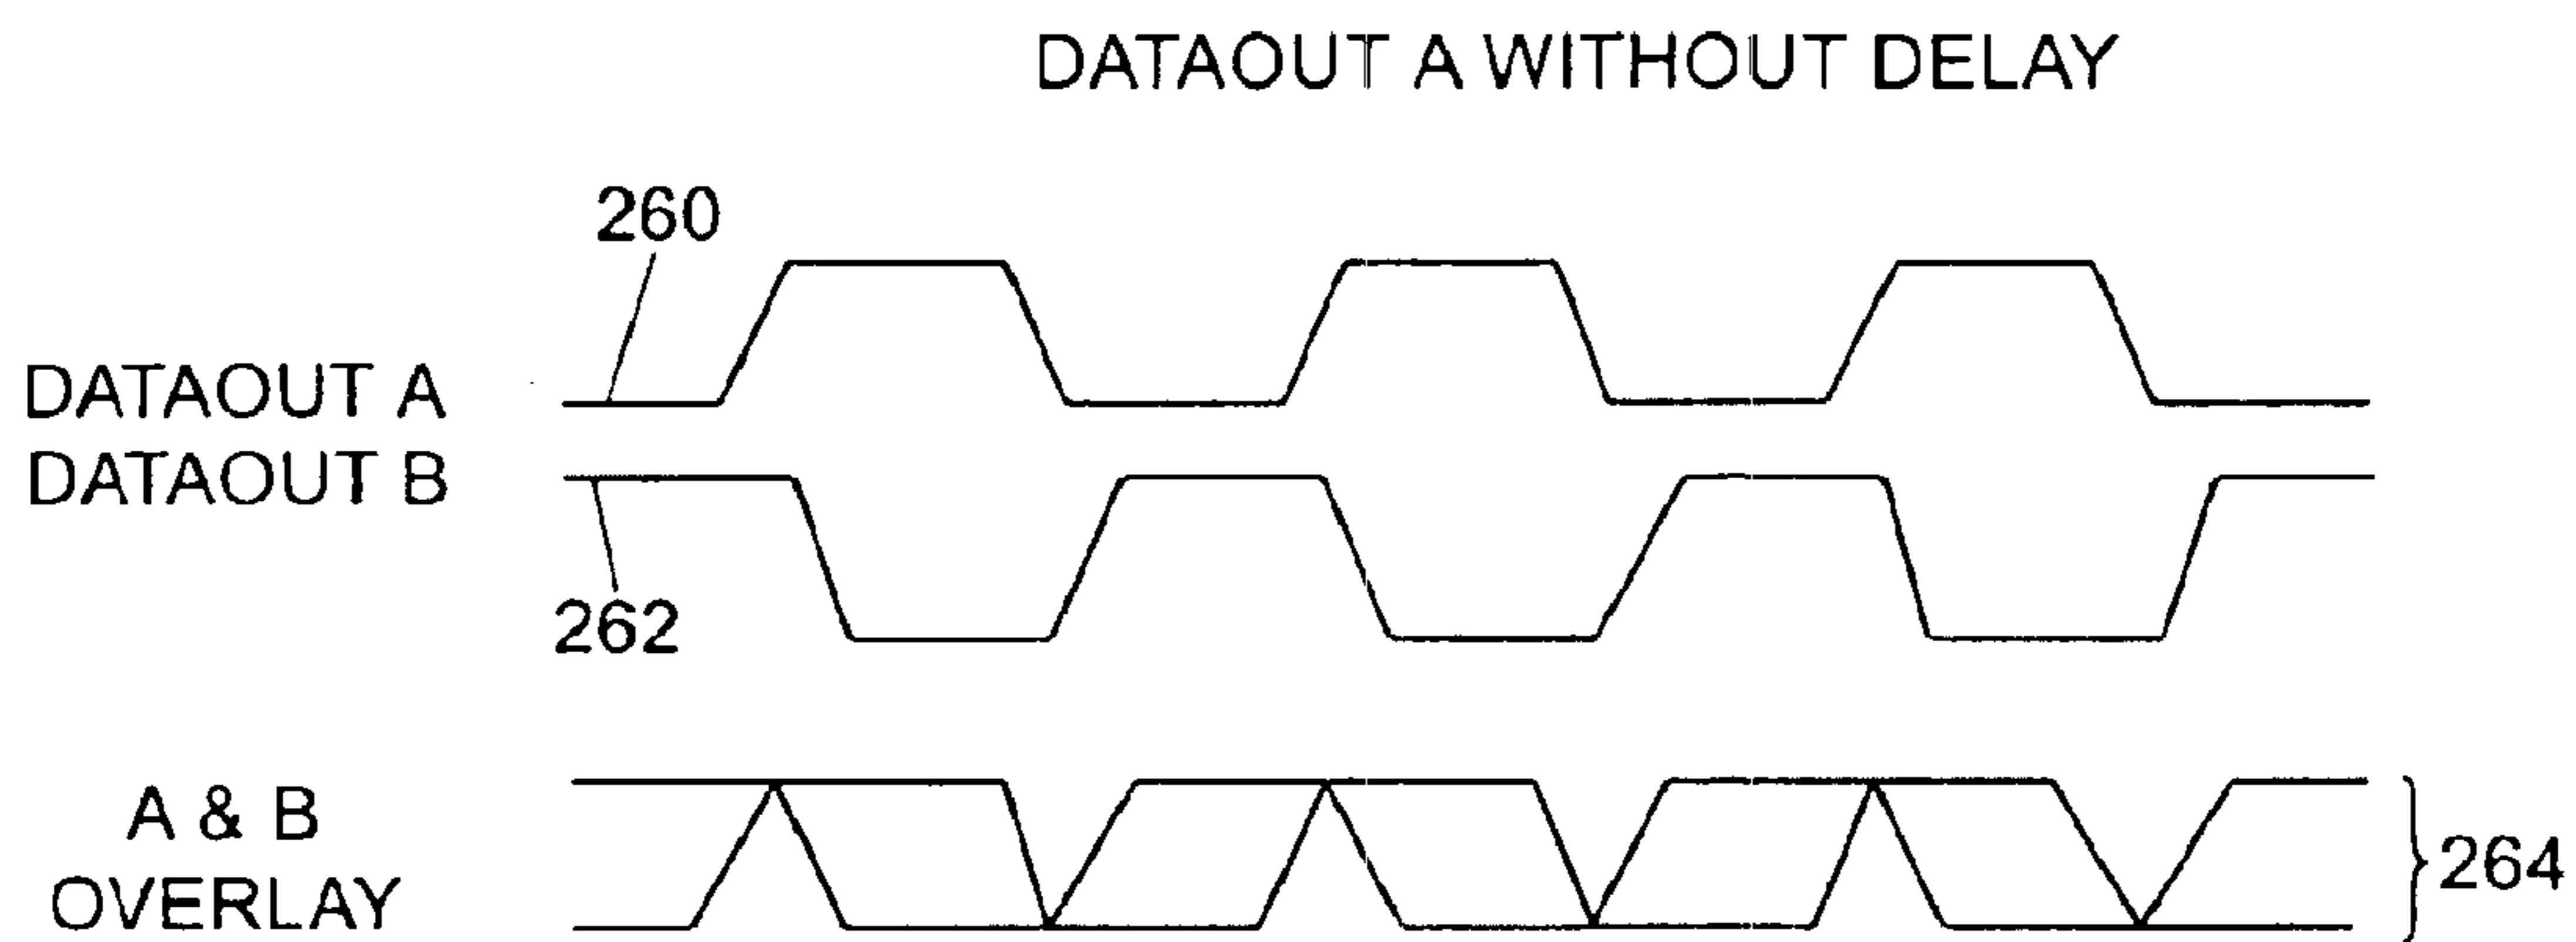 DATAOUT A WITHOUT DELAY
260
DATAOUT A
DATAOUT B
262
A & B
OVERLAY
264